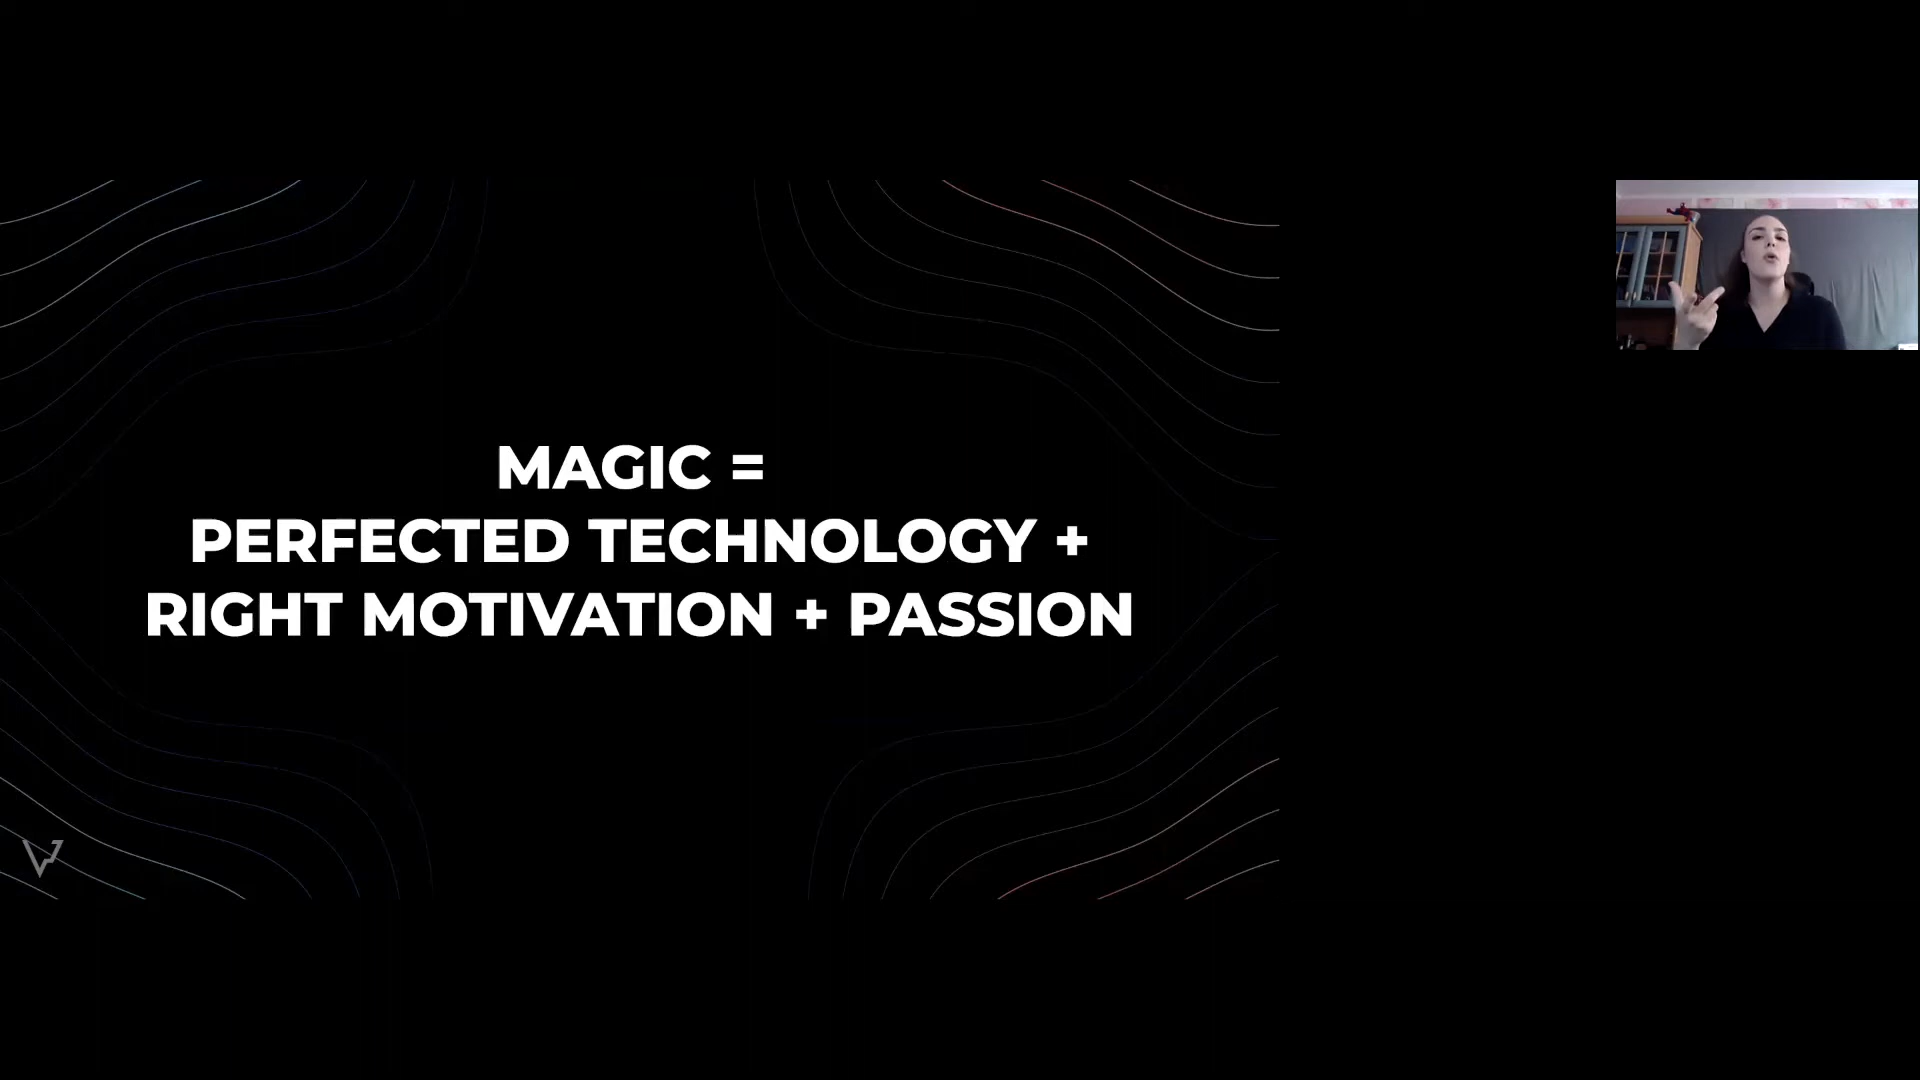 MAGIC =
PERFECTED TECHNOLOGY +
RIGHT MOTIVATION + PASSION